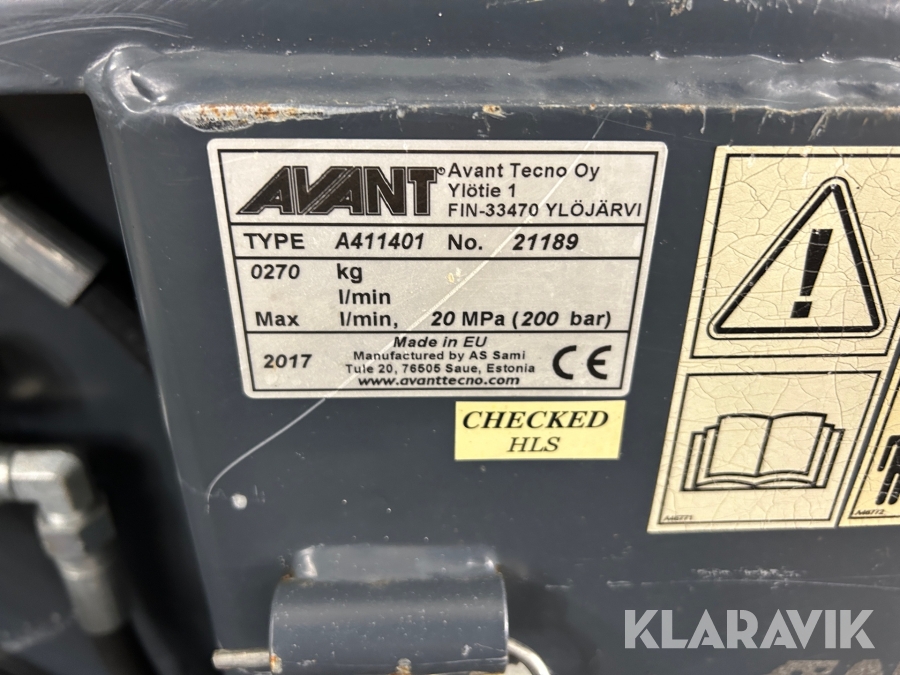 AVANT® Avant Tecno Oy
Ylötie 1
FIN-33470 YLÖJÄRVI
TYPE A411401 No. 21189
0270 kg
l/min
Max l/min, 20 MPa (200 bar)
Made in EU
2017 Manufactured by AS Sami
Tule 20, 76505 Saue, Estonia
www.avanttecno.com
CE
CHECKED
HLS
A46771
A46772
KLARAVIK